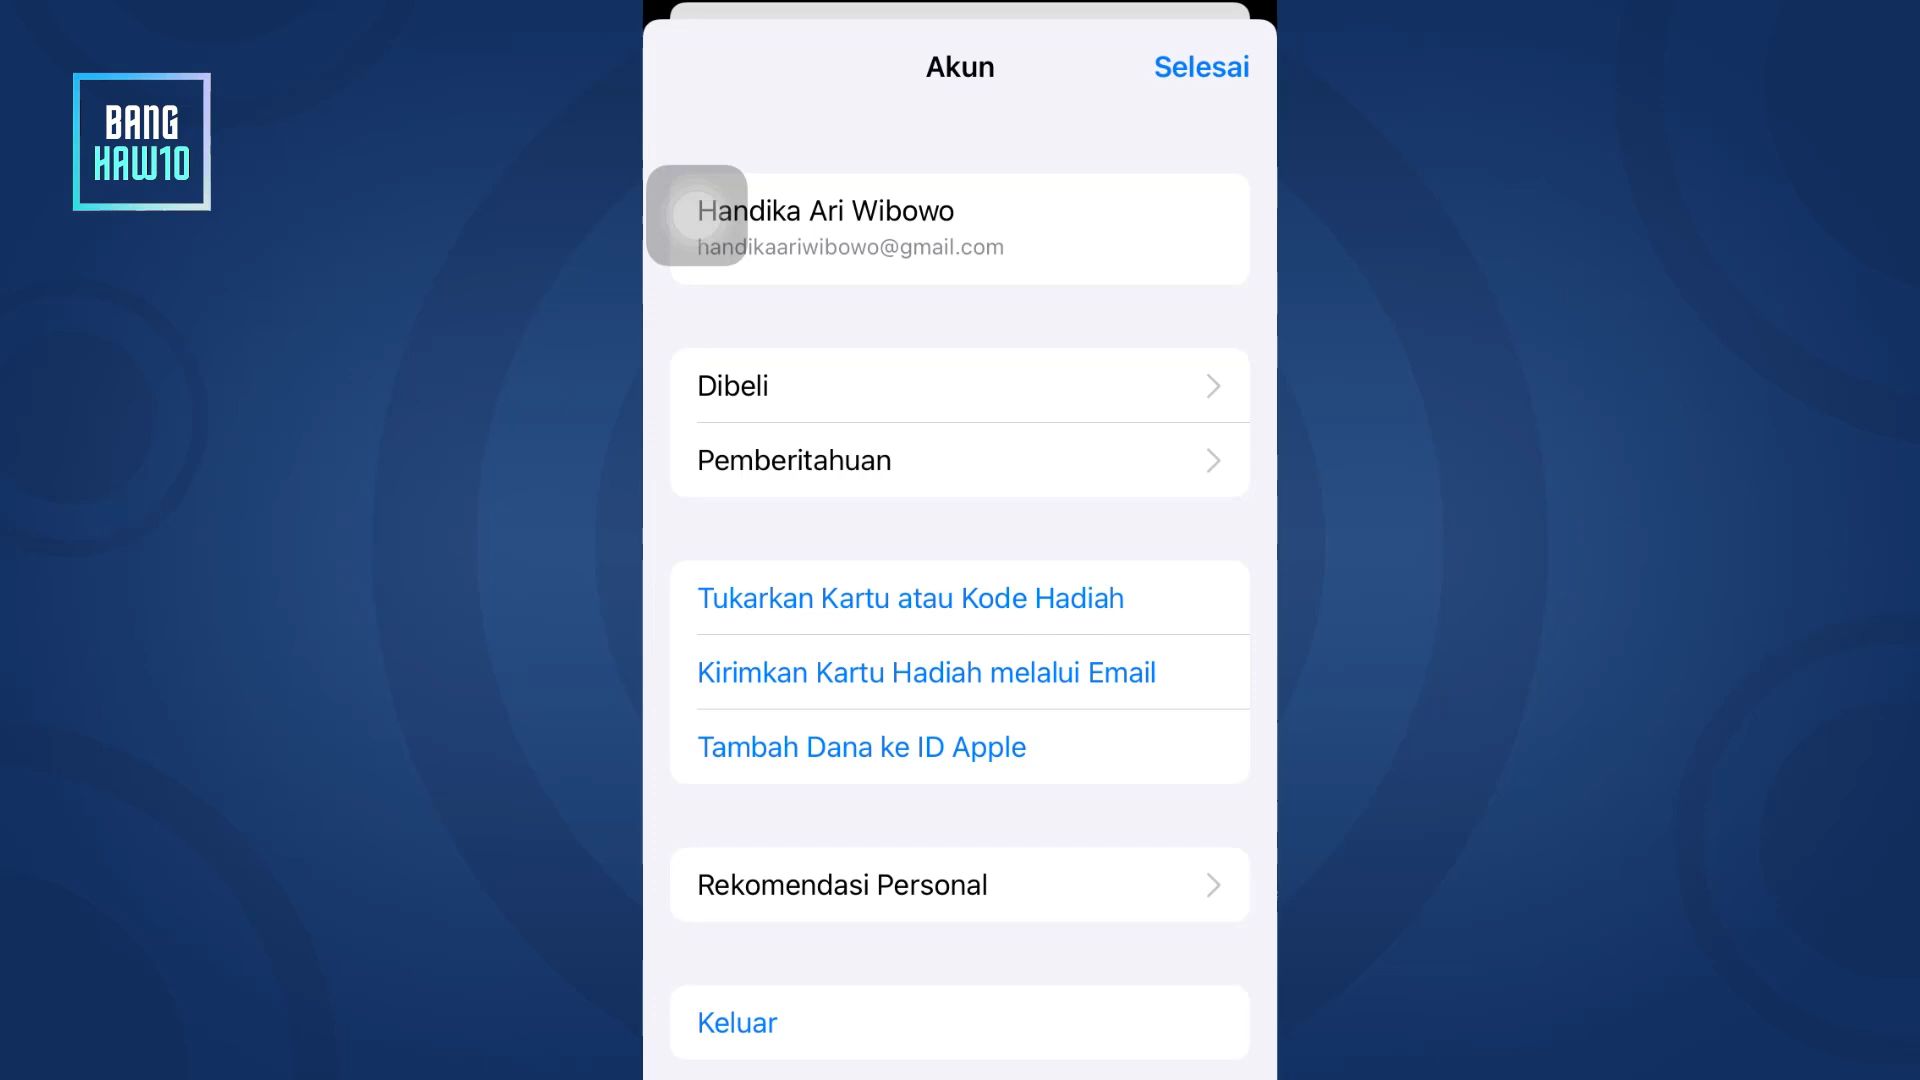 BANG
HAW10
Akun
Selesai
Handika Ari Wibowo
handikaariwibowo@gmail.com
Dibeli
Pemberitahuan
Tukarkan Kartu atau Kode Hadiah
Kirimkan Kartu Hadiah melalui Email
Tambah Dana ke ID Apple
Rekomendasi Personal
Keluar